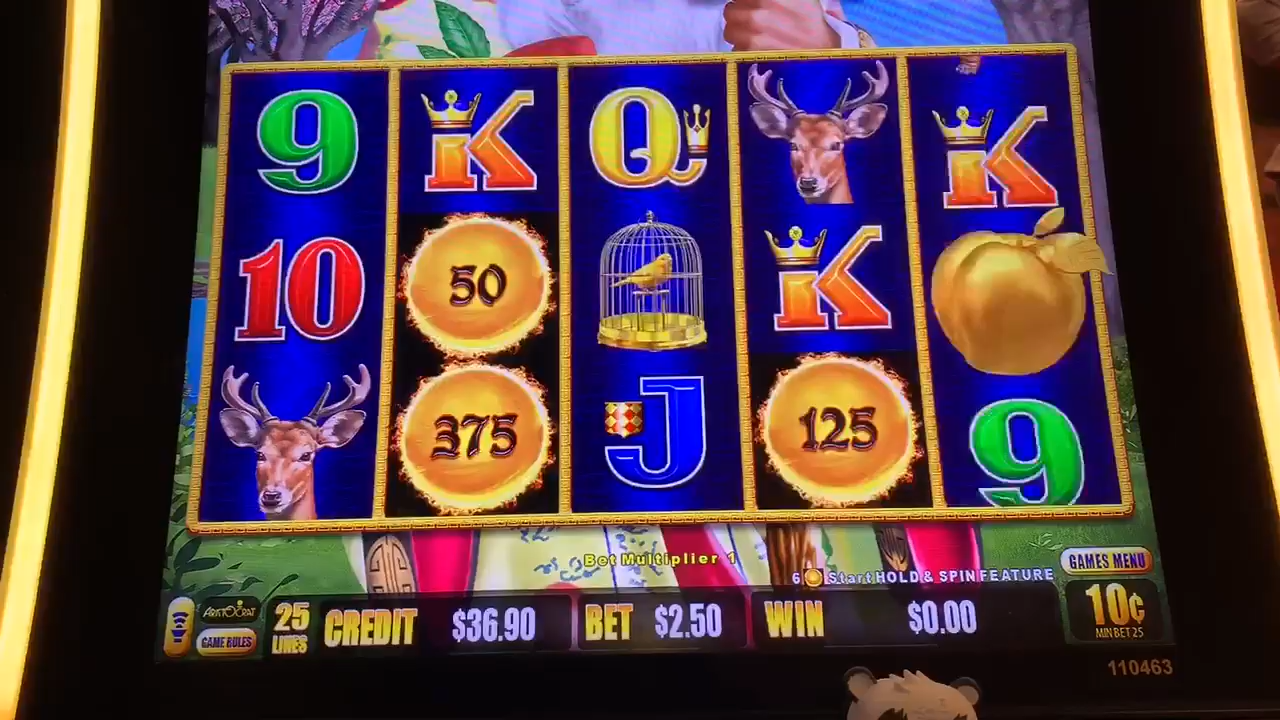 9 K Q K
10 50 K
375 J 125 9
Bet Multiplier 1
6 Start HOLD & SPIN FEATURE
GAMES MENU
ARISTOCRAT
GAME RULES
25 LINES
CREDIT $36.90
BET $2.50
WIN $0.00
10¢
MIN BET 25
110463